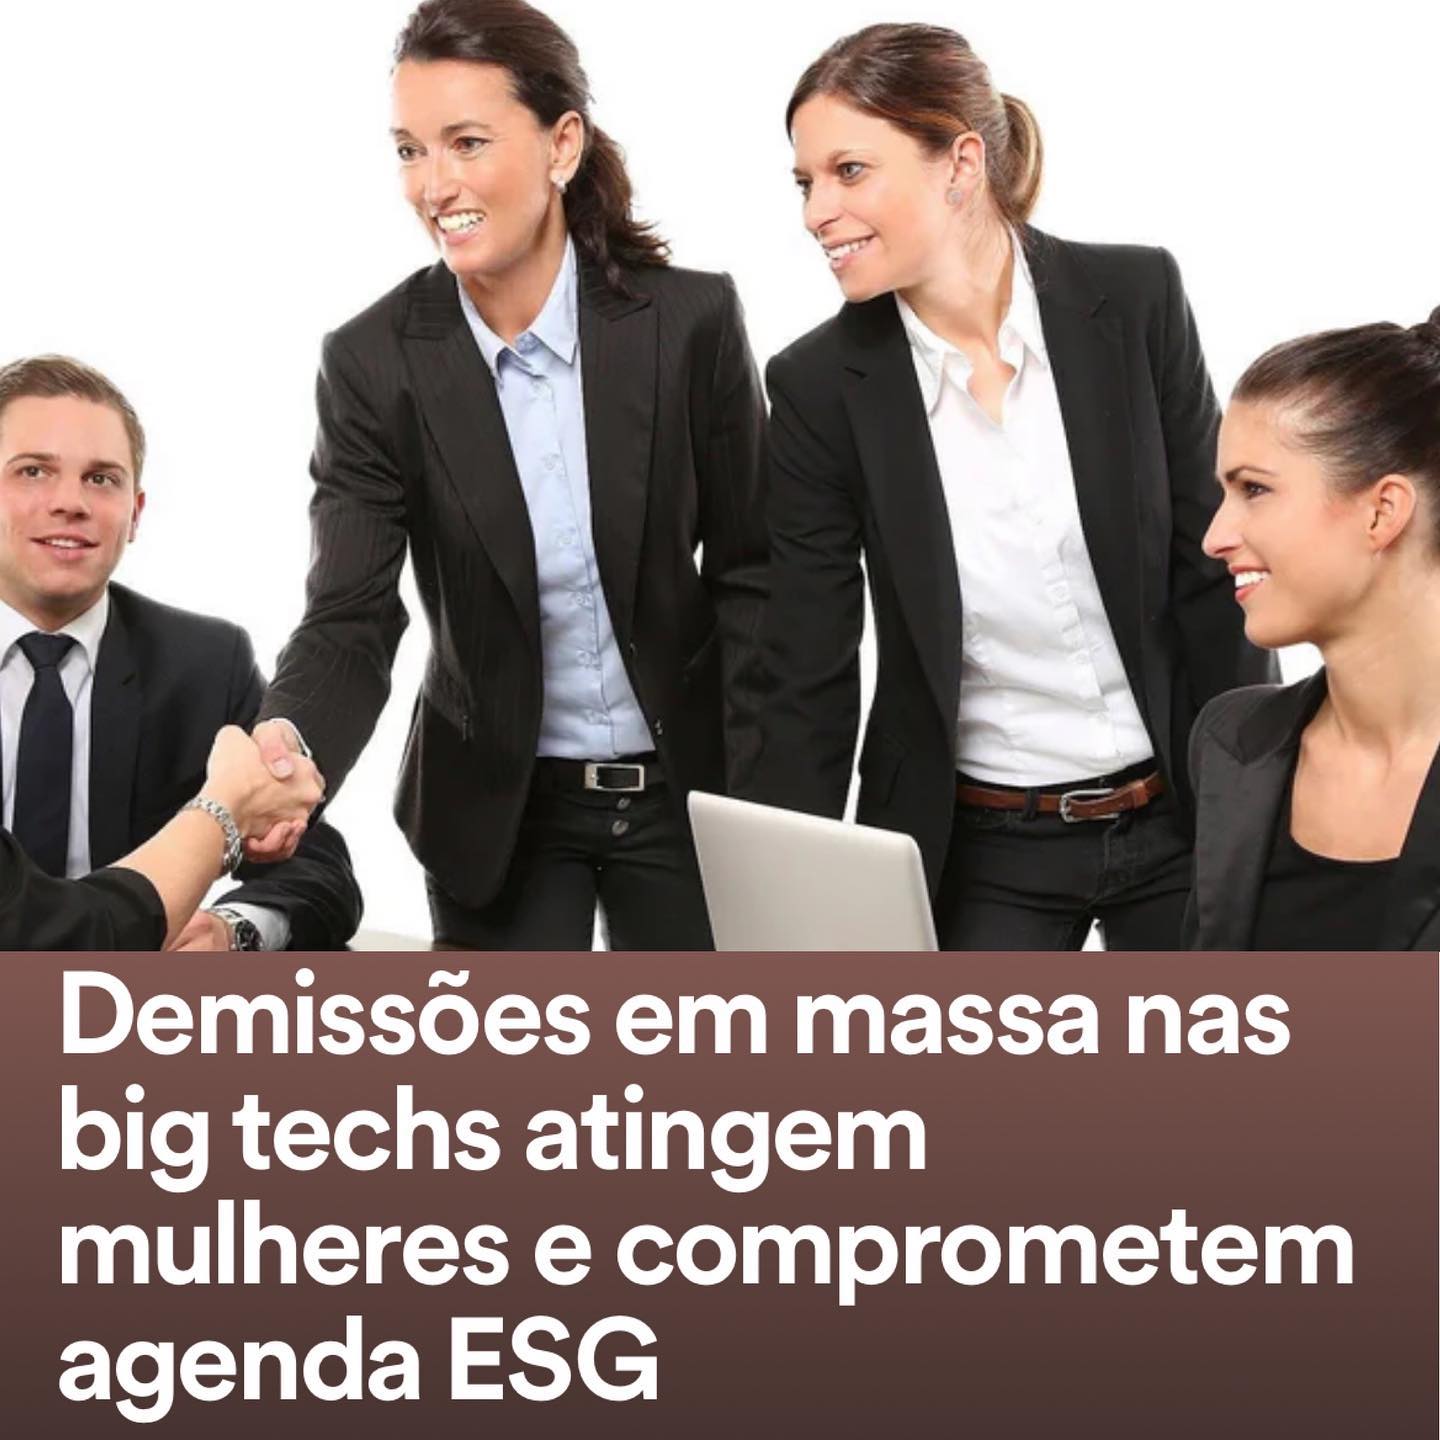 Demissões em massa nas
big techs atingem
mulheres e comprometem
agenda ESG